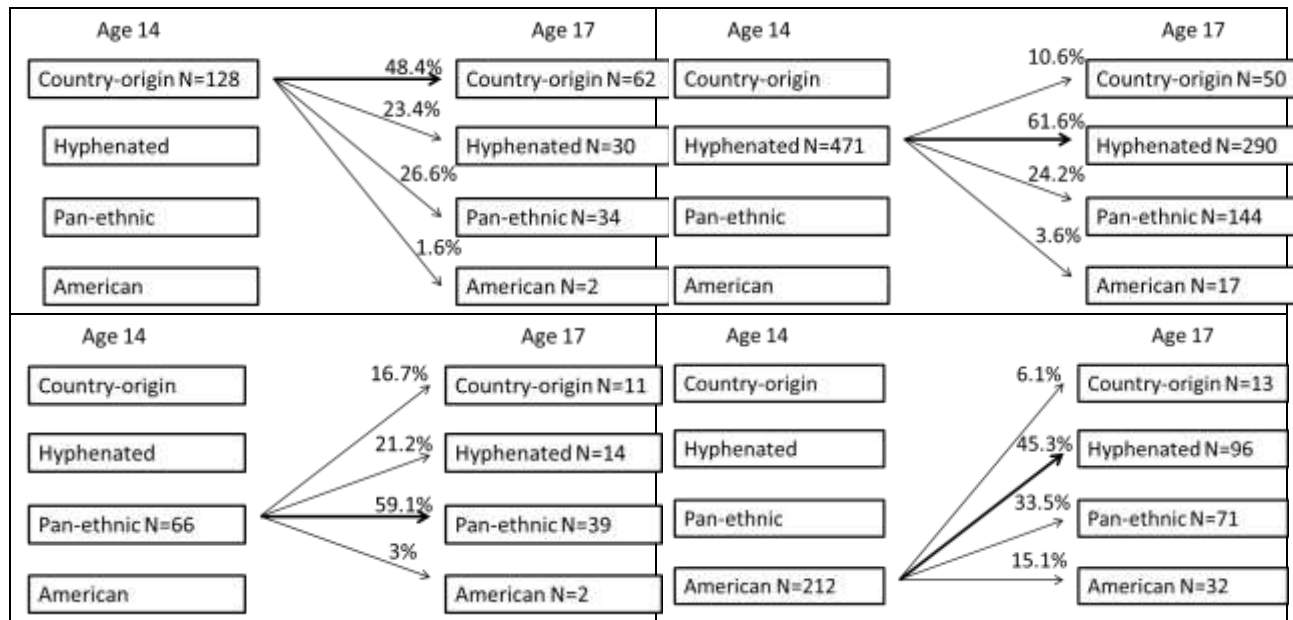 Age 14
Age 17
Country-origin N=128
48.4%
Country-origin N=62
23.4%
Hyphenated
Hyphenated N=30
26.6%
Pan-ethnic
Pan-ethnic N=34
1.6%
American
American N=2
Age 14
Age 17
10.6%
Country-origin
Country-origin N=50
61.6%
Hyphenated N=471
Hyphenated N=290
24.2%
Pan-ethnic
Pan-ethnic N=144
3.6%
American
American N=17
Age 14
Age 17
16.7%
Country-origin
Country-origin N=11
21.2%
Hyphenated
Hyphenated N=14
59.1%
Pan-ethnic N=66
Pan-ethnic N=39
3%
American
American N=2
Age 14
Age 17
6.1%
Country-origin
Country-origin N=13
45.3%
Hyphenated
Hyphenated N=96
33.5%
Pan-ethnic
Pan-ethnic N=71
15.1%
American N=212
American N=32